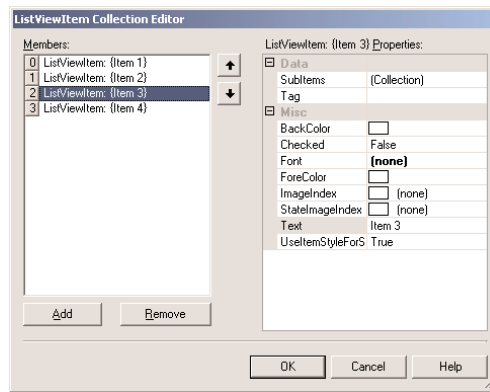 ListViewItem Collection Editor
Members:
0 ListViewItem: {Item 1}
1 ListViewItem: {Item 2}
2 ListViewItem: {Item 3}
3 ListViewItem: {Item 4}
Add Remove
ListViewItem: {Item 3} Properties:
Data
SubItems (Collection)
Tag
Misc
BackColor
Checked False
Font (none)
ForeColor
ImageIndex (none)
StateImageIndex (none)
Text Item 3
UseItemStyleForS True
OK Cancel Help